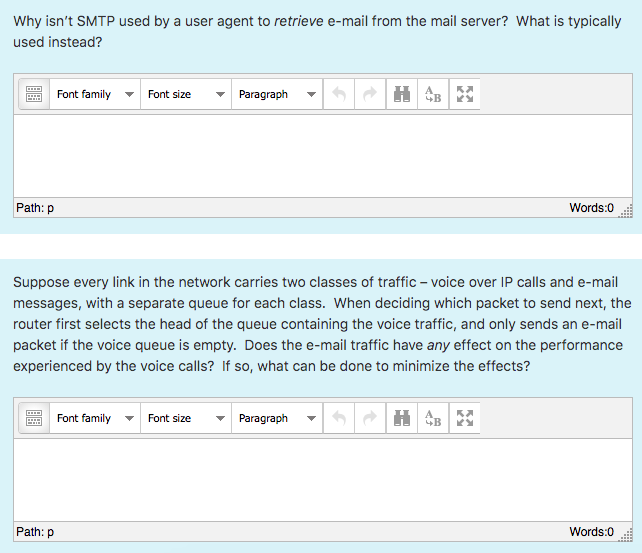 Why isn't SMTP used by a user agent to retrieve e-mail from the mail server?  What is typically
used instead?
Font family Font size Paragraph A B
Path: p Words:0
Suppose every link in the network carries two classes of traffic – voice over IP calls and e-mail
messages, with a separate queue for each class.  When deciding which packet to send next, the
router first selects the head of the queue containing the voice traffic, and only sends an e-mail
packet if the voice queue is empty.  Does the e-mail traffic have any effect on the performance
experienced by the voice calls?  If so, what can be done to minimize the effects?
Font family Font size Paragraph A B
Path: p Words:0